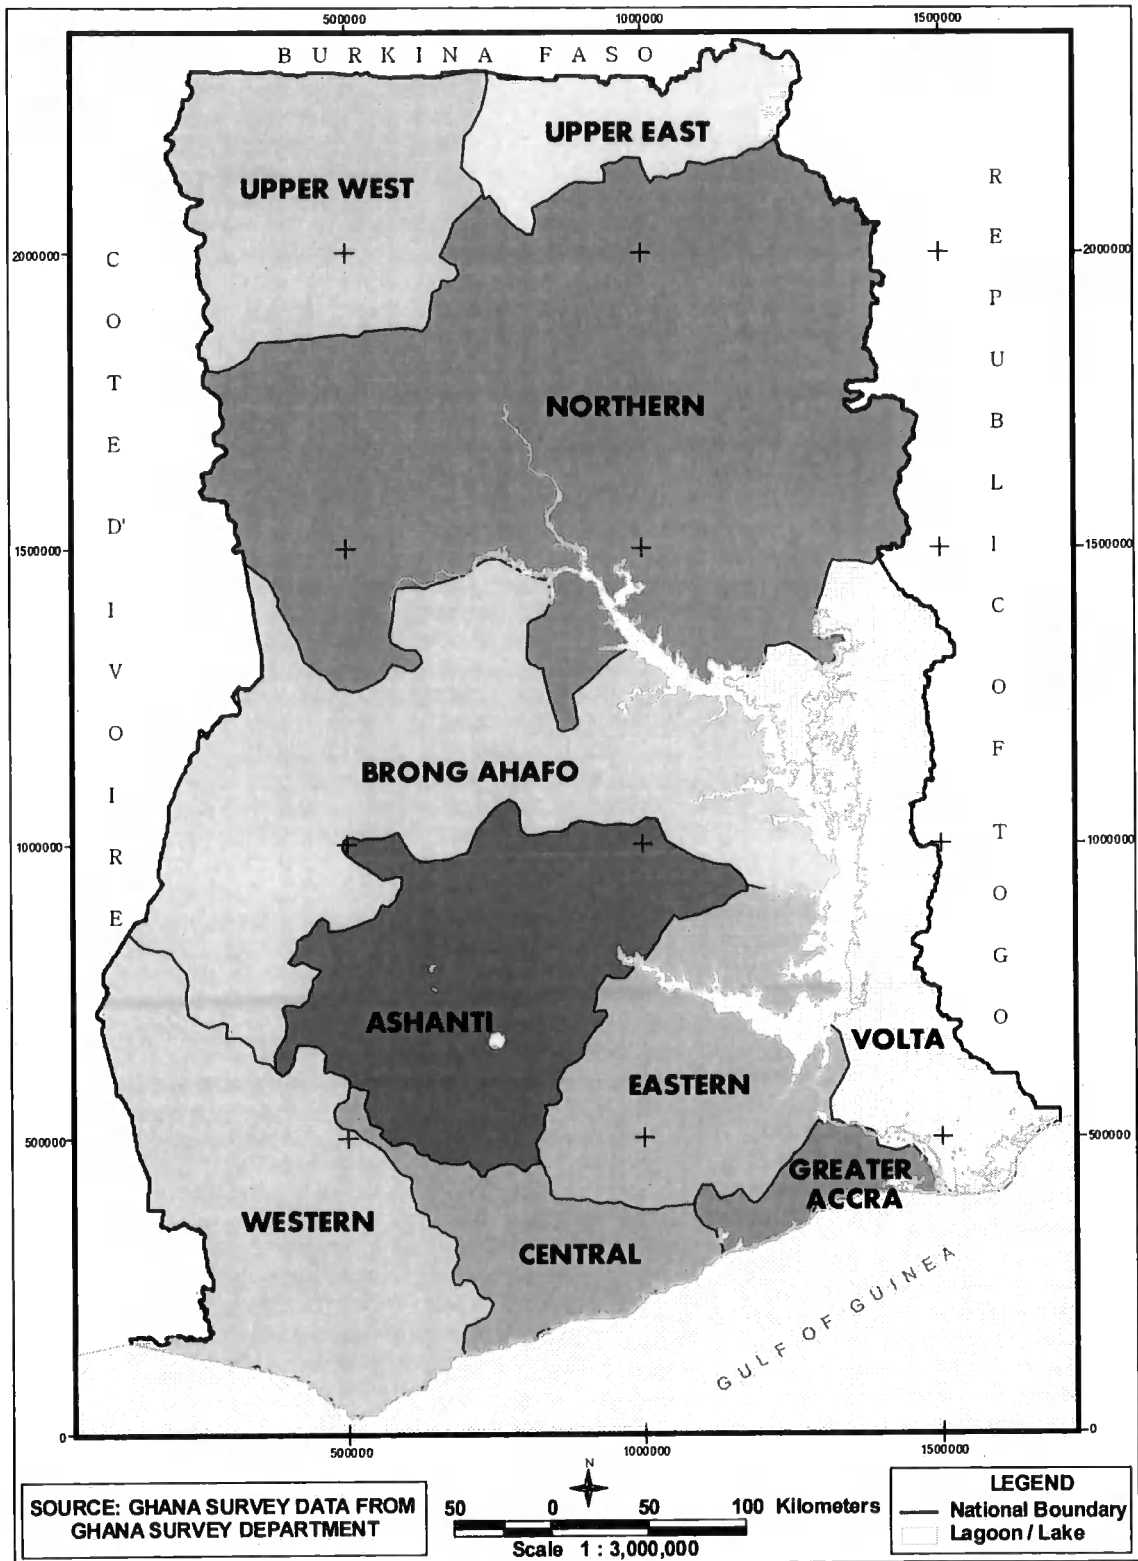 500000 1000000 1500000
BURKINA FASO
UPPER EAST
UPPER WEST
COTE D' IVOIRE
REPUBLIC OF TOGO
2000000 2000000
NORTHERN
1500000 1500000
BRONG AHAFO
1000000 1000000
ASHANTI
VOLTA
EASTERN
500000 500000
GREATER
ACCRA
WESTERN
CENTRAL
GULF OF GUINEA
0 0
500000 1000000 1500000
SOURCE: GHANA SURVEY DATA FROM
GHANA SURVEY DEPARTMENT
N
50 0 50 100 Kilometers
Scale 1 : 3,000,000
LEGEND
National Boundary
Lagoon / Lake